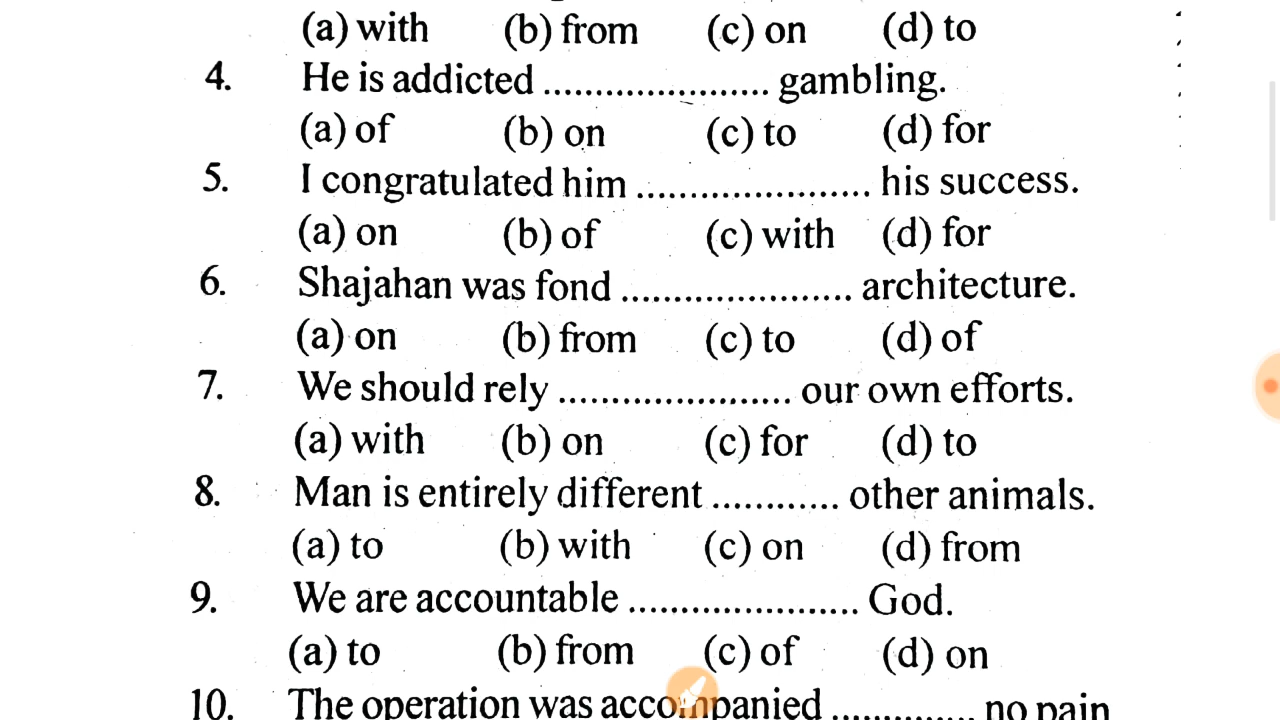 (a) with (b) from (c) on (d) to
4. He is addicted ...................... gambling.
(a) of (b) on (c) to (d) for
5. I congratulated him ....................... his success.
(a) on (b) of (c) with (d) for
6. Shajahan was fond ...................... architecture.
(a) on (b) from (c) to (d) of
7. We should rely ....................... our own efforts.
(a) with (b) on (c) for (d) to
8. Man is entirely different ............ other animals.
(a) to (b) with (c) on (d) from
9. We are accountable ...................... God.
(a) to (b) from (c) of (d) on
10. The operation was accompanied .............. no pain